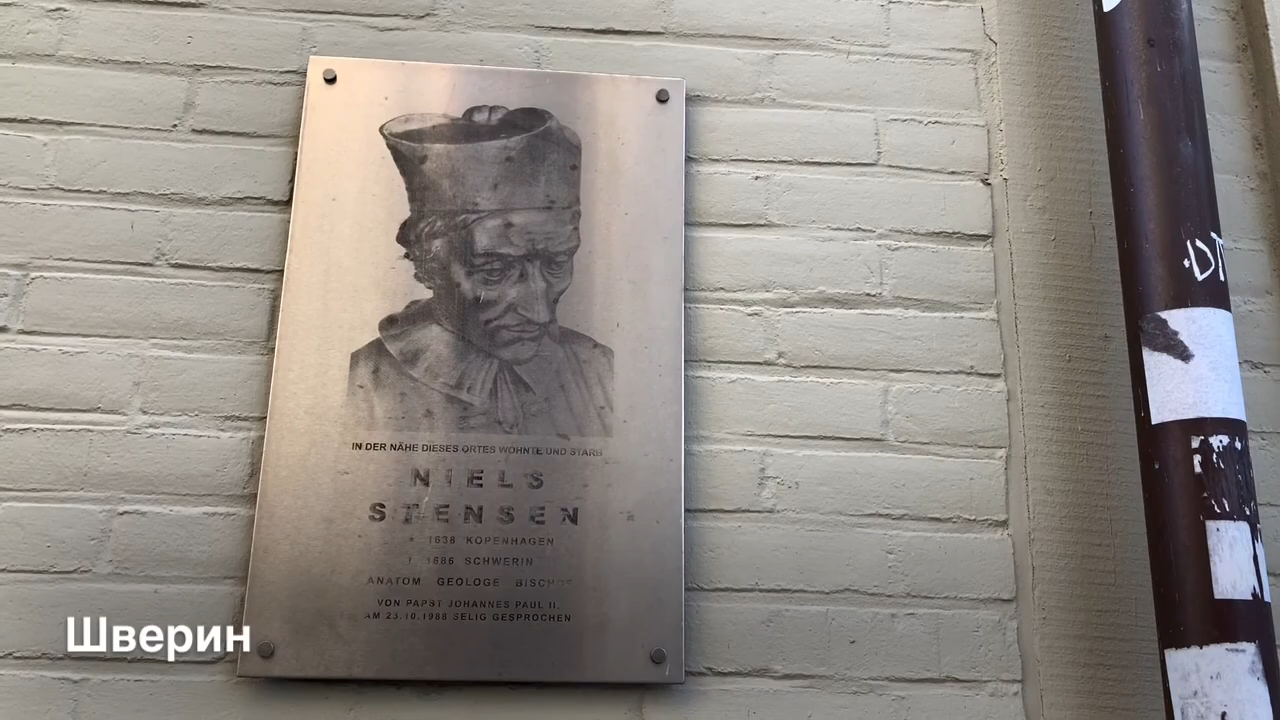 IN DER NÄHE DIESES ORTES WOHNTE UND STARB
NIELS
STENSEN
* 1638 KOPENHAGEN
† 1686 SCHWERIN
ANATOM GEOLOGE BISCHOF
VON PAPST JOHANNES PAUL II.
AM 23.10.1988 SELIG GESPROCHEN
Шверин